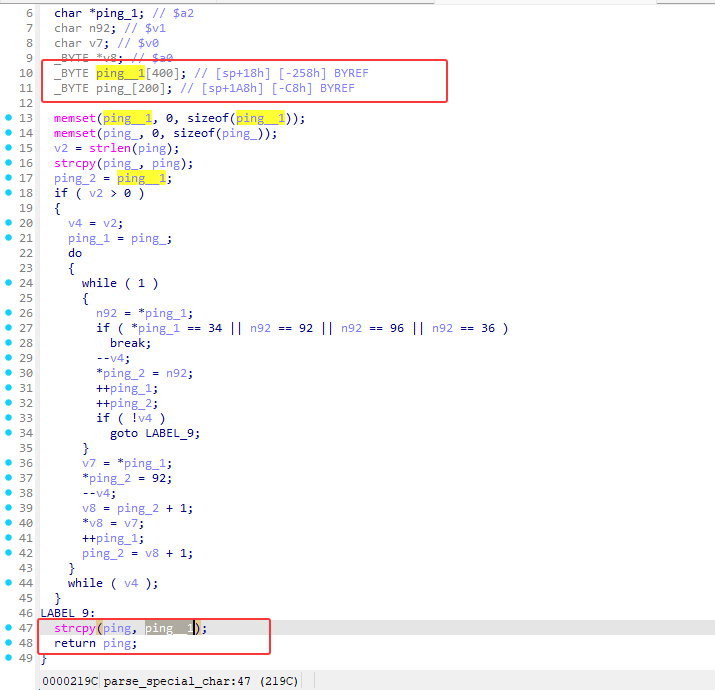 6 char *ping_1; // $a2
7 char n92; // $v1
8 char v7; // $v0
9 _BYTE *v8; // $a0
10 _BYTE ping__1[400]; // [sp+18h] [-258h] BYREF
11 _BYTE ping_[200]; // [sp+1A8h] [-C8h] BYREF
12
13 memset(ping__1, 0, sizeof(ping__1));
14 memset(ping_, 0, sizeof(ping_));
15 v2 = strlen(ping);
16 strcpy(ping_, ping);
17 ping_2 = ping__1;
18 if ( v2 > 0 )
19 {
20 v4 = v2;
21 ping_1 = ping_;
22 do
23 {
24 while ( 1 )
25 {
26 n92 = *ping_1;
27 if ( *ping_1 == 34 || n92 == 92 || n92 == 96 || n92 == 36 )
28 break;
29 --v4;
30 *ping_2 = n92;
31 ++ping_1;
32 ++ping_2;
33 if ( !v4 )
34 goto LABEL_9;
35 }
36 v7 = *ping_1;
37 *ping_2 = 92;
38 --v4;
39 v8 = ping_2 + 1;
40 *v8 = v7;
41 ++ping_1;
42 ping_2 = v8 + 1;
43 }
44 while ( v4 );
45 }
46 LABEL_9:
47 strcpy(ping, ping__1);
48 return ping;
49 }
0000219C parse_special_char:47 (219C)